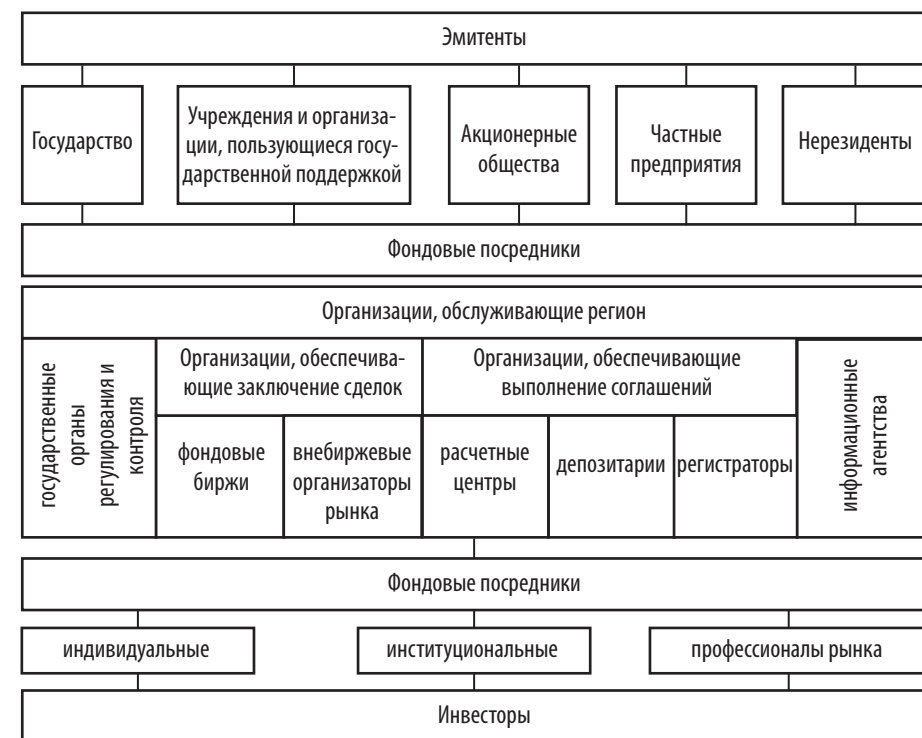 Эмитенты
Государство
Учреждения и организа-
ции, пользующиеся госу-
дарственной поддержкой
Акционерные
общества
Частные
предприятия
Нерезиденты
Фондовые посредники
Организации, обслуживающие регион
государственные
органы
регулирования и
контроля
Организации, обеспечива-
ющие заключение сделок
фондовые
биржи
внебиржевые
организаторы
рынка
Организации, обеспечивающие
выполнение соглашений
расчетные
центры
депозитарии
регистраторы
информационные
агентства
Фондовые посредники
индивидуальные
институциональные
профессионалы рынка
Инвесторы